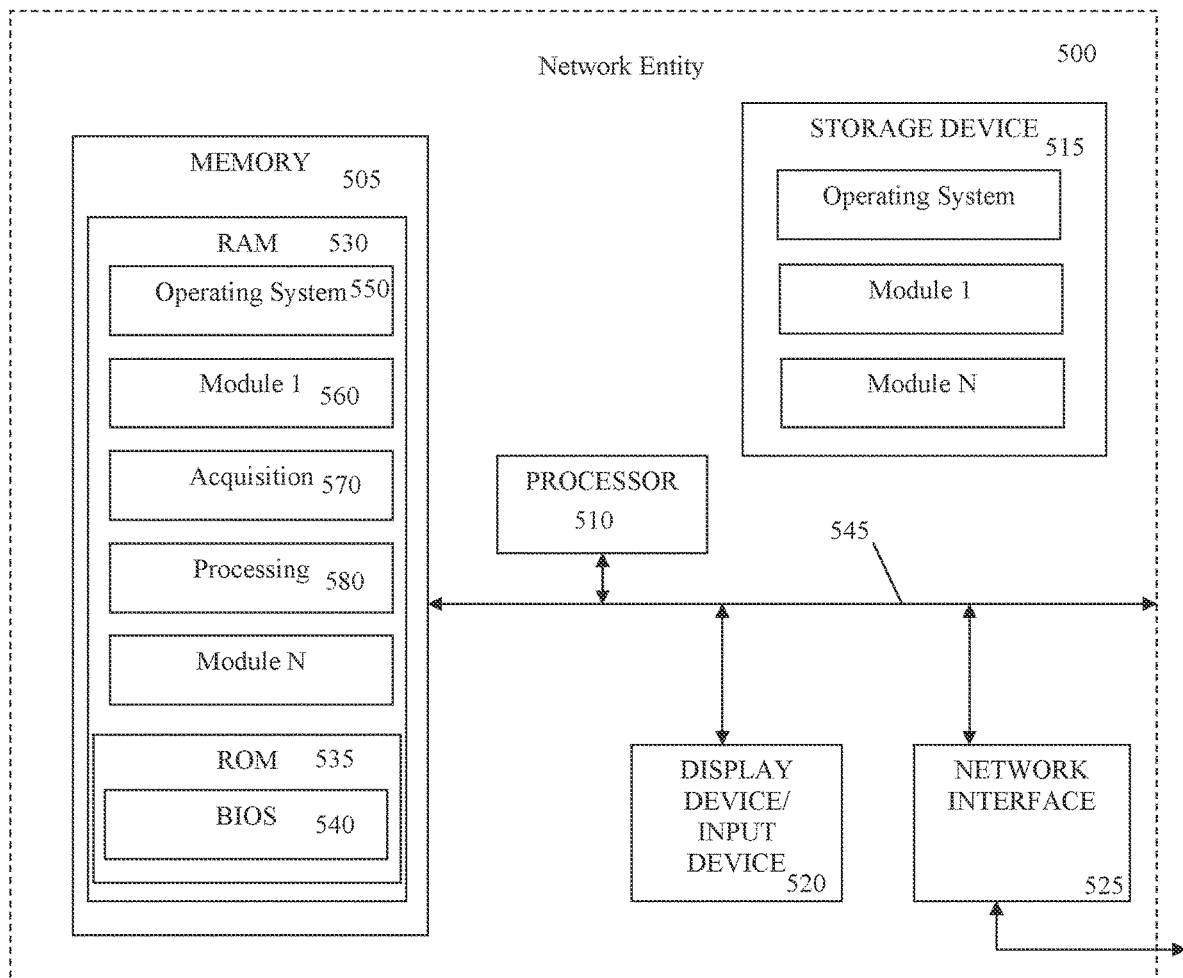 Network Entity
500
MEMORY
505
RAM 530
Operating System 550
Module 1 560
Acquisition 570
Processing 580
Module N
ROM 535
BIOS 540
STORAGE DEVICE
515
Operating System
Module 1
Module N
PROCESSOR
510
545
DISPLAY
DEVICE/
INPUT
DEVICE
520
NETWORK
INTERFACE
525